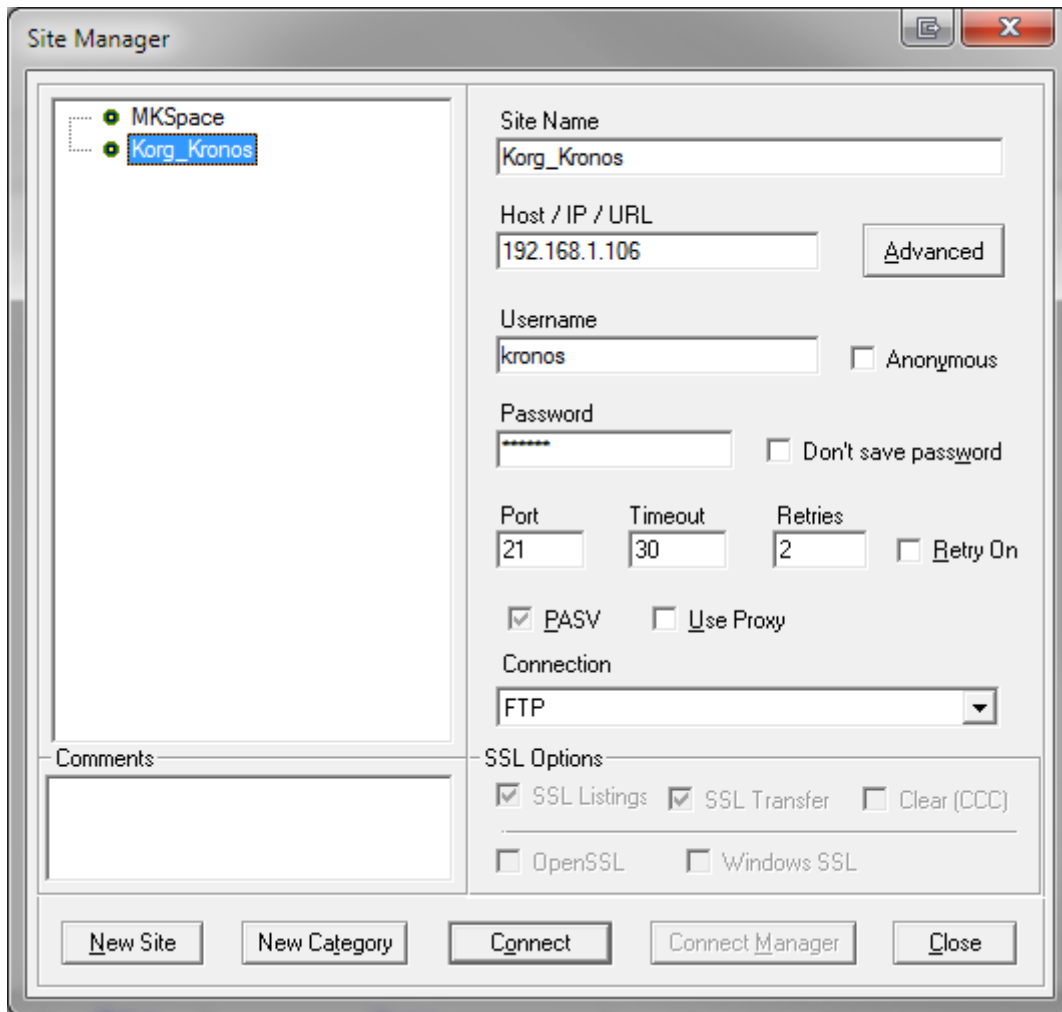 Site Manager
MKSpace
Korg_Kronos
Site Name
Korg_Kronos
Host / IP / URL
192.168.1.106
Advanced
Username
kronos
Anonymous
Password
******
Don't save password
Port Timeout Retries
21 30 2 Retry On
PASV Use Proxy
Connection
FTP
Comments
SSL Options
SSL Listings SSL Transfer Clear (CCC)
OpenSSL Windows SSL
New Site New Category Connect Connect Manager Close